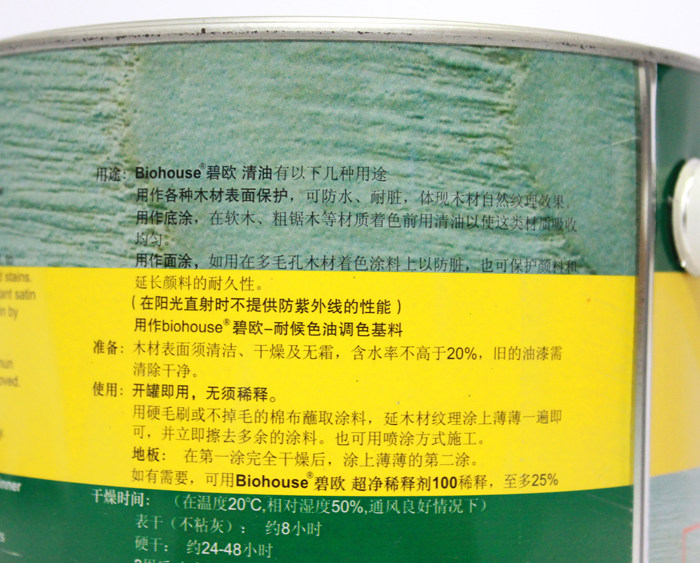 用途：Biohouse®碧欧 清油有以下几种用途
用作各种木材表面保护，可防水、耐脏，体现木材自然纹理效果。
用作底涂，在软木、粗锯木等材质着色前用清油以使这类材质吸收
均匀。
用作面涂，如用在多毛孔木材着色涂料上以防脏，也可保护颜料和
延长颜料的耐久性。
（在阳光直射时不提供防紫外线的性能）
用作biohouse®碧欧-耐候色油调色基料
准备：木材表面须清洁、干燥及无霜，含水率不高于20%，旧的油漆需
清除干净。
使用：开罐即用，无须稀释。
用硬毛刷或不掉毛的棉布蘸取涂料，延木材纹理涂上薄薄一遍即
可，并立即擦去多余的涂料。也可用喷涂方式施工。
地板：在第一涂完全干燥后，涂上薄薄的第二涂。
如有需要，可用Biohouse®碧欧 超净稀释剂100稀释，至多25%
干燥时间：（在温度20℃,相对湿度50%,通风良好情况下）
表干（不粘灰）：约8小时
硬干：约24-48小时
stains.
satin
in by